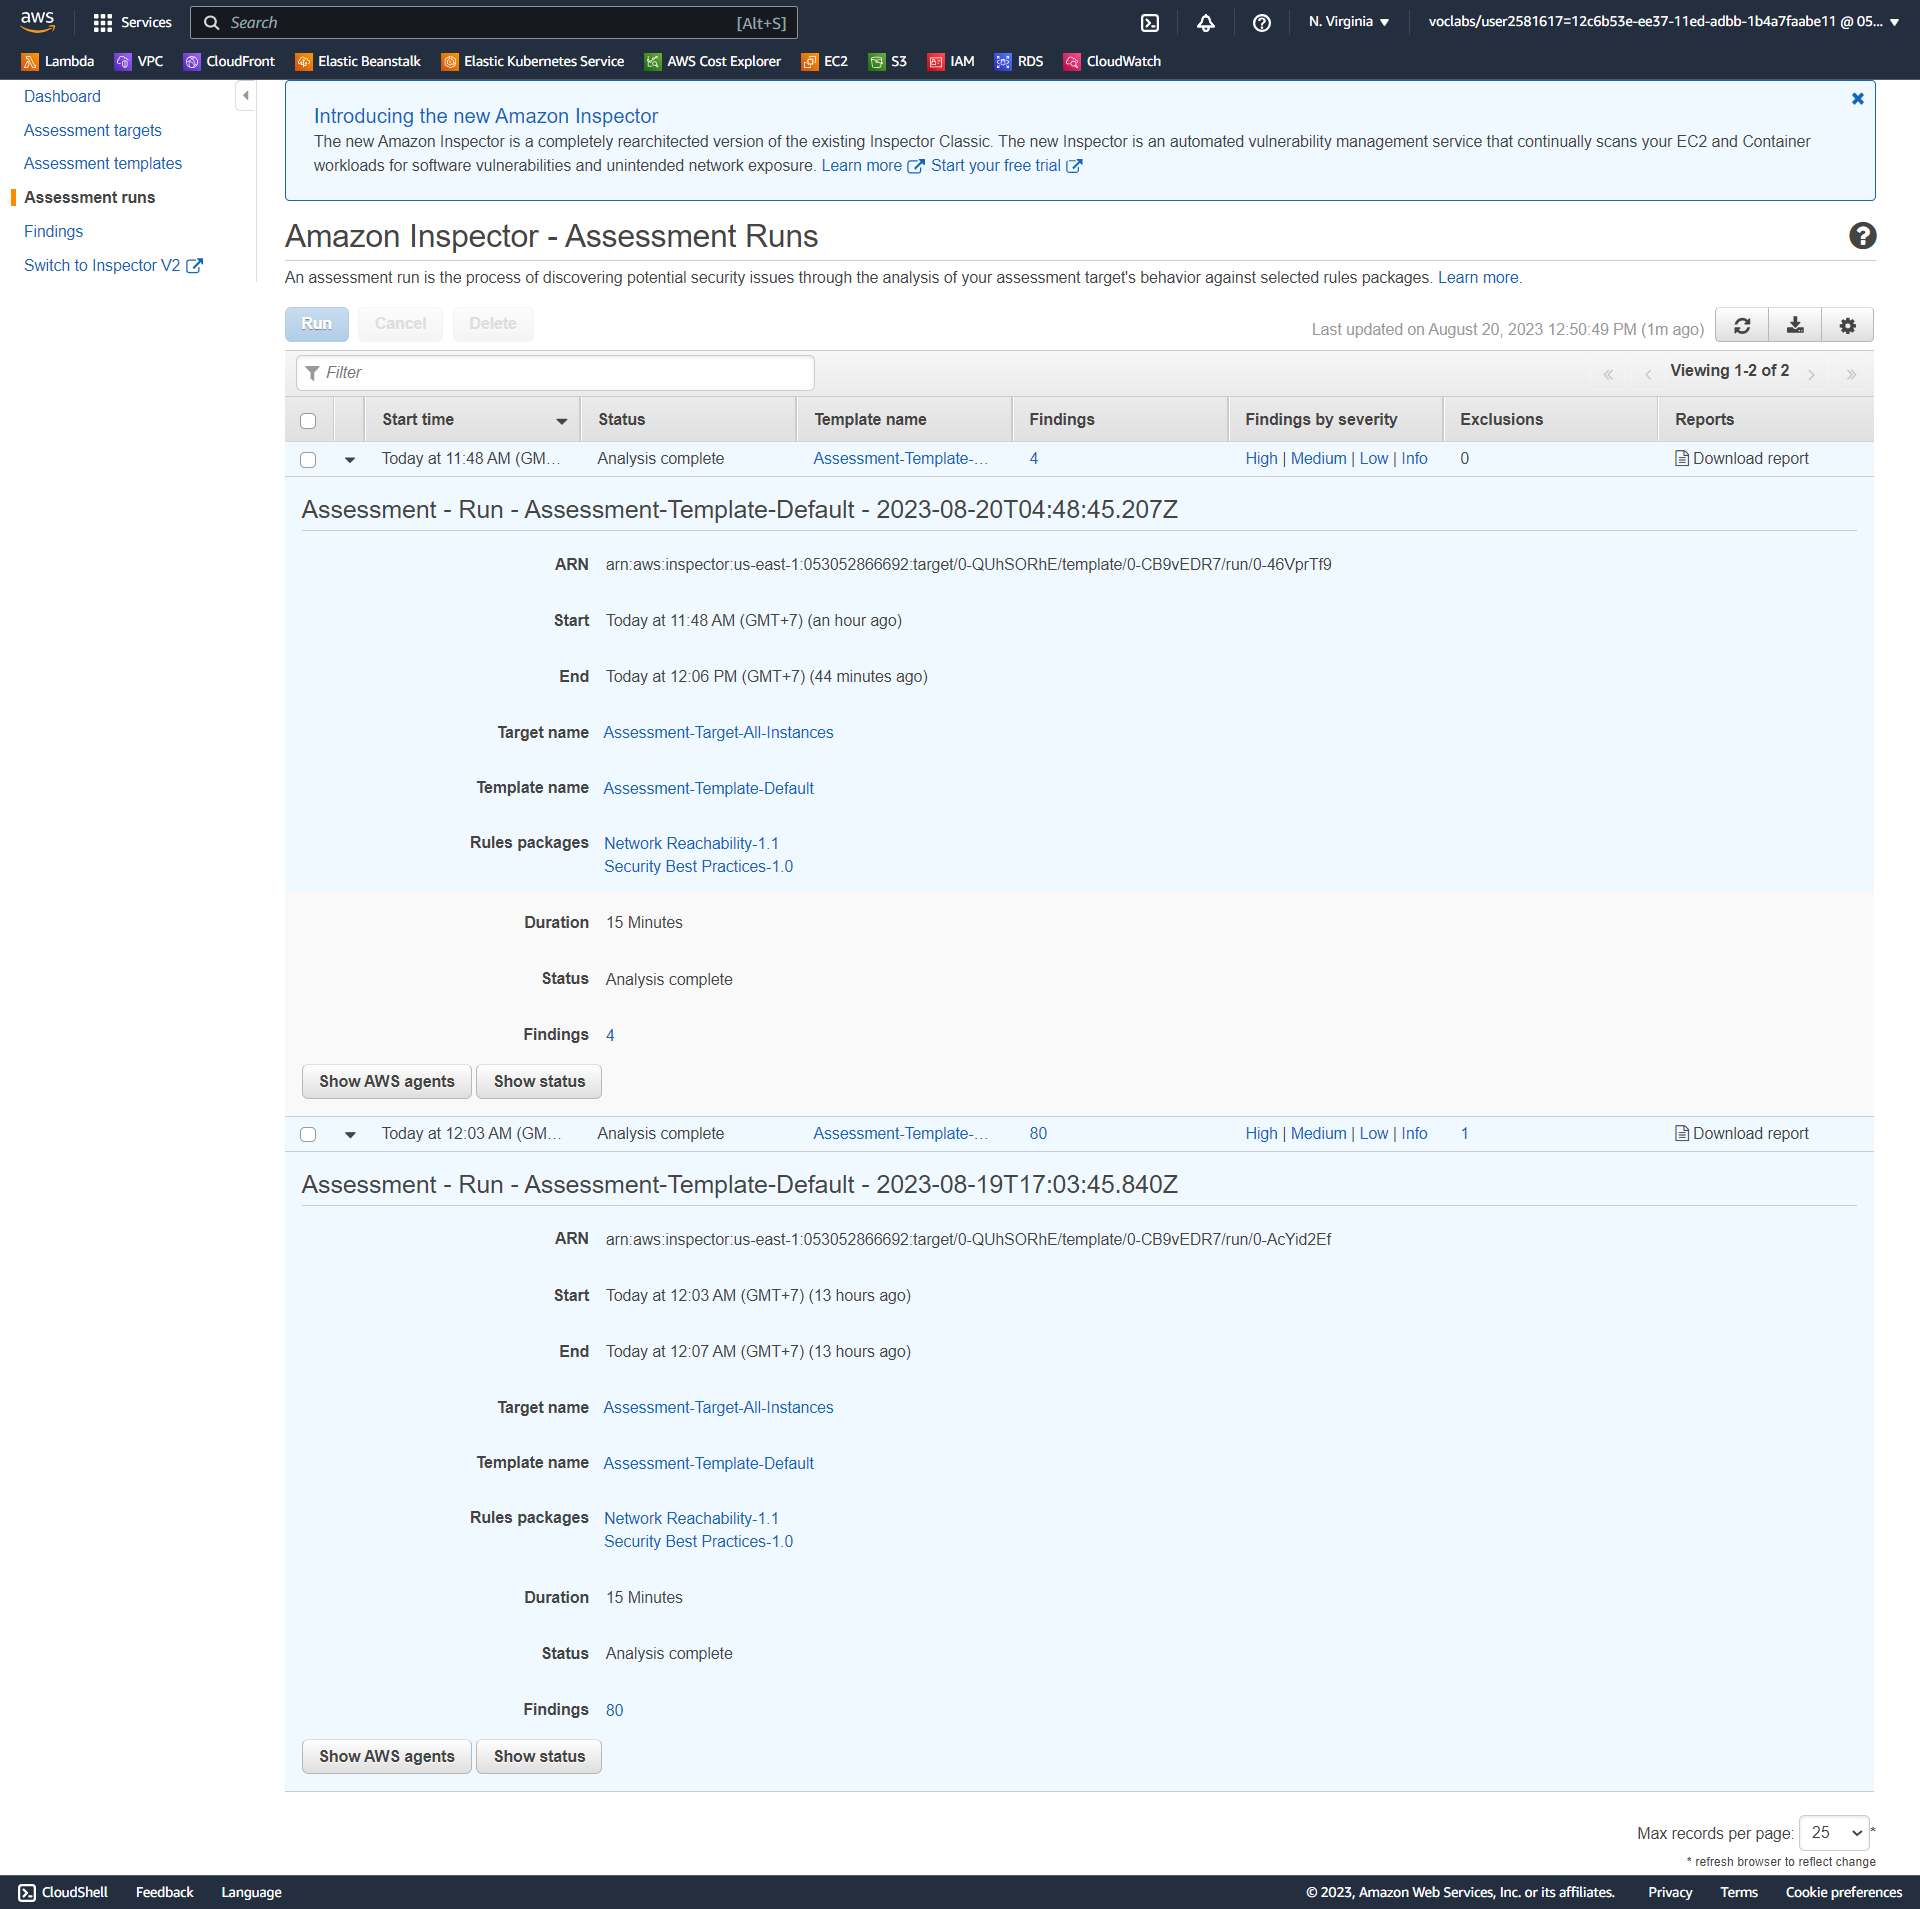 aws
Services
Search
[Alt+S]
N. Virginia
voclabs/user2581617=12c6b53e-ee37-11ed-adbb-1b4a7faabe11 @ 05...
Lambda
VPC
CloudFront
Elastic Beanstalk
Elastic Kubernetes Service
AWS Cost Explorer
EC2
S3
IAM
RDS
CloudWatch
Dashboard
Assessment targets
Assessment templates
Assessment runs
Findings
Switch to Inspector V2
Introducing the new Amazon Inspector
The new Amazon Inspector is a completely rearchitected version of the existing Inspector Classic. The new Inspector is an automated vulnerability management service that continually scans your EC2 and Container
workloads for software vulnerabilities and unintended network exposure. Learn more Start your free trial
Amazon Inspector - Assessment Runs
An assessment run is the process of discovering potential security issues through the analysis of your assessment target's behavior against selected rules packages. Learn more.
Run
Cancel
Delete
Last updated on August 20, 2023 12:50:49 PM (1m ago)
Filter
« ‹ Viewing 1-2 of 2 › »
Start time
Status
Template name
Findings
Findings by severity
Exclusions
Reports
Today at 11:48 AM (GM...
Analysis complete
Assessment-Template-...
4
High | Medium | Low | Info
0
Download report
Assessment - Run - Assessment-Template-Default - 2023-08-20T04:48:45.207Z
ARN arn:aws:inspector:us-east-1:053052866692:target/0-QUhSORhE/template/0-CB9vEDR7/run/0-46VprTf9
Start Today at 11:48 AM (GMT+7) (an hour ago)
End Today at 12:06 PM (GMT+7) (44 minutes ago)
Target name Assessment-Target-All-Instances
Template name Assessment-Template-Default
Rules packages Network Reachability-1.1
Security Best Practices-1.0
Duration 15 Minutes
Status Analysis complete
Findings 4
Show AWS agents
Show status
Today at 12:03 AM (GM...
Analysis complete
Assessment-Template-...
80
High | Medium | Low | Info
1
Download report
Assessment - Run - Assessment-Template-Default - 2023-08-19T17:03:45.840Z
ARN arn:aws:inspector:us-east-1:053052866692:target/0-QUhSORhE/template/0-CB9vEDR7/run/0-AcYid2Ef
Start Today at 12:03 AM (GMT+7) (13 hours ago)
End Today at 12:07 AM (GMT+7) (13 hours ago)
Target name Assessment-Target-All-Instances
Template name Assessment-Template-Default
Rules packages Network Reachability-1.1
Security Best Practices-1.0
Duration 15 Minutes
Status Analysis complete
Findings 80
Show AWS agents
Show status
Max records per page: 25 *
* refresh browser to reflect change
CloudShell
Feedback
Language
© 2023, Amazon Web Services, Inc. or its affiliates.
Privacy
Terms
Cookie preferences